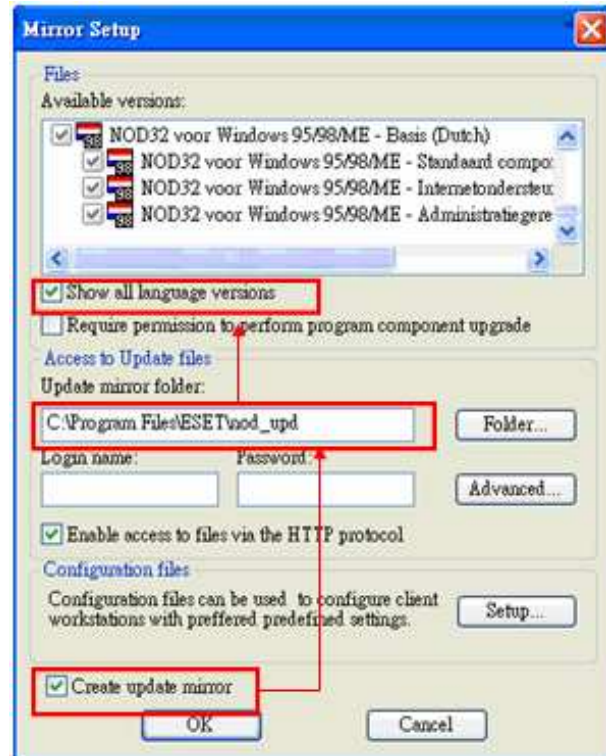 Mirror Setup
Files
Available versions:
NOD32 voor Windows 95/98/ME - Basis (Dutch)
98
NOD32 voor Windows 95/98/ME - Standaard compo
98
NOD32 voor Windows 95/98/ME - Internetondersteu
98
NOD32 voor Windows 95/98/ME - Administratiegere
98
Show all language versions
Require permission to perform program component upgrade
Access to Update files
Update mirror folder:
C:\Program Files\ESET\nod_upd
Folder...
Login name: Password:
Advanced...
Enable access to files via the HTTP protocol
Configuration files
Configuration files can be used to configure client
workstations with preffered predefined settings.
Setup...
Create update mirror
OK Cancel